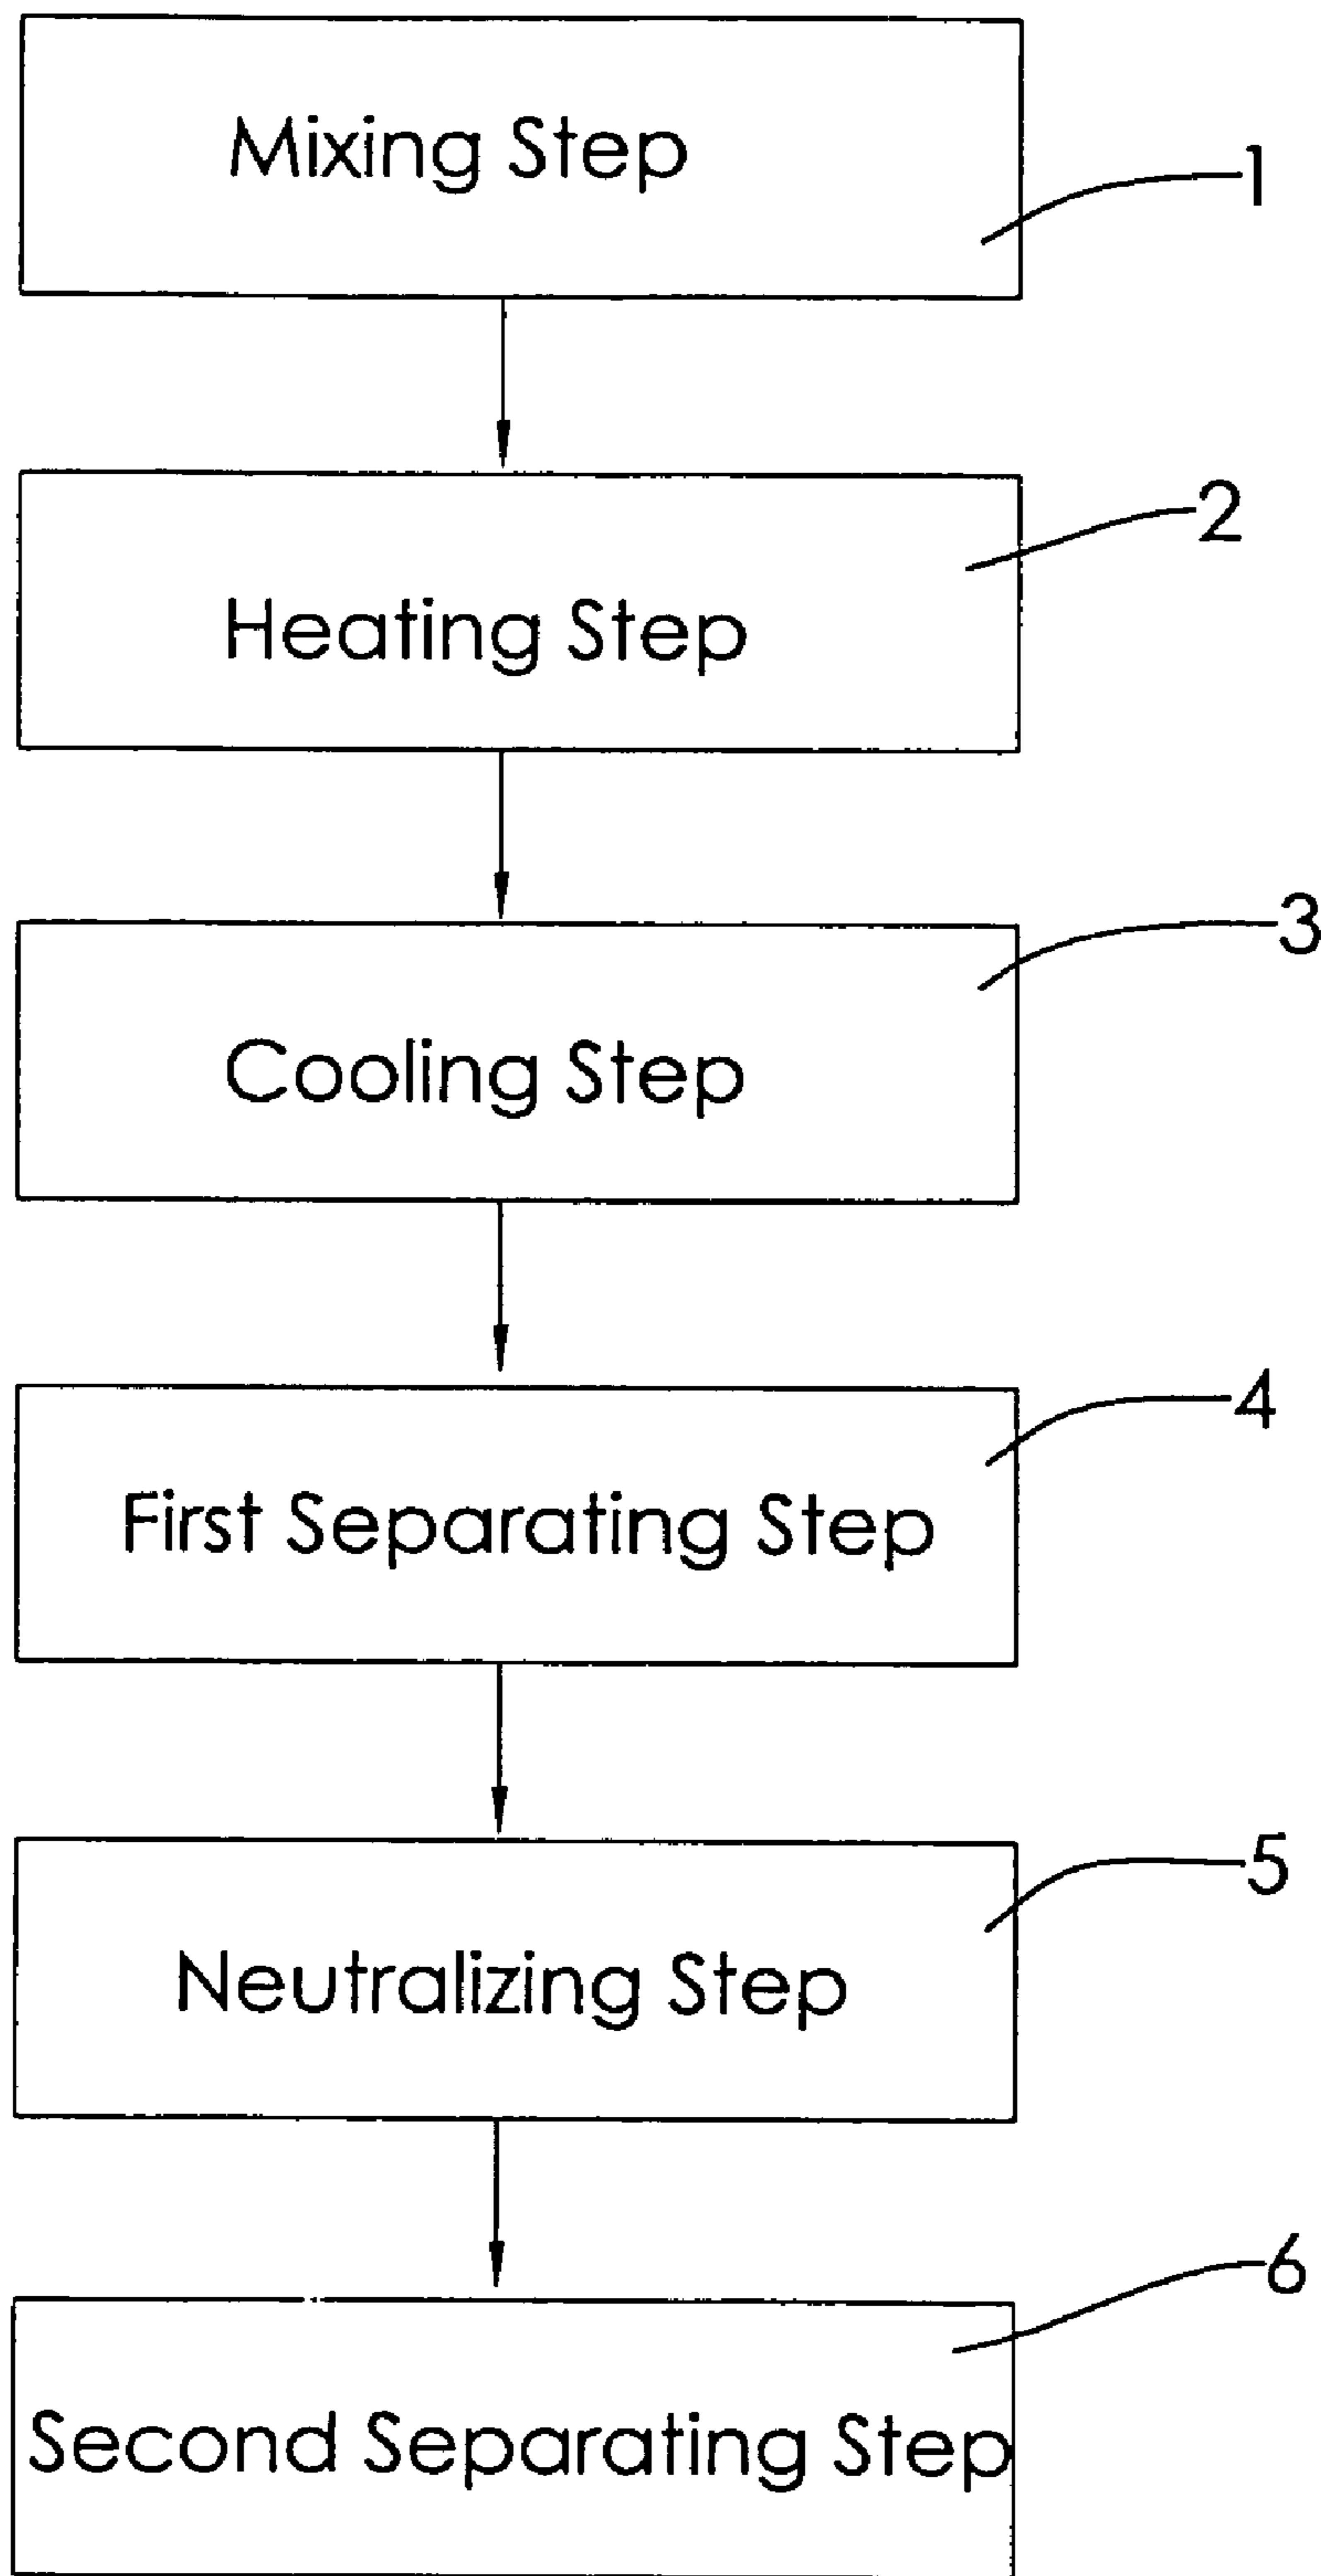 Mixing Step
1
2
Heating Step
3
Cooling Step
4
First Separating Step
5
Neutralizing Step
6
Second Separating Step